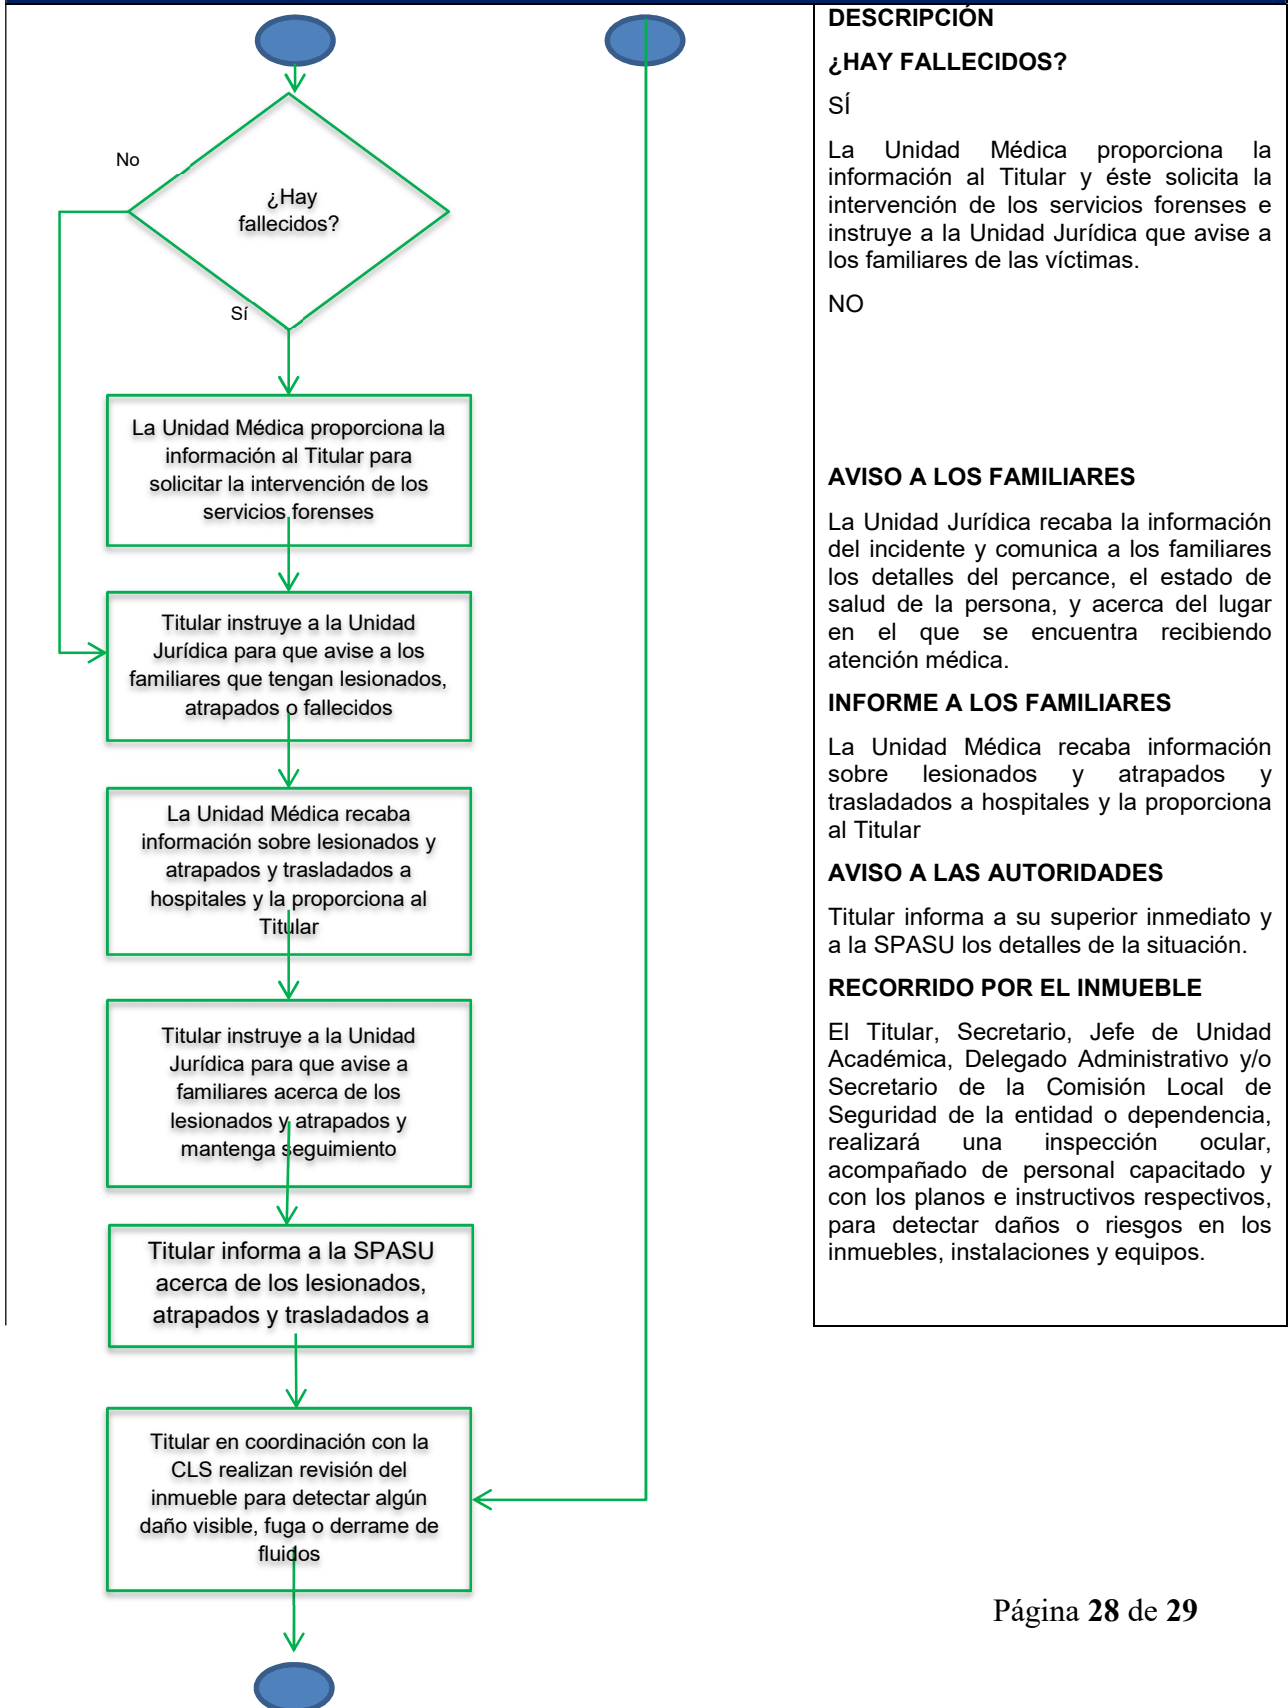 No
¿Hay
fallecidos?
Sí
La Unidad Médica proporciona la
información al Titular para
solicitar la intervención de los
servicios forenses
Titular instruye a la Unidad
Jurídica para que avise a los
familiares que tengan lesionados,
atrapados o fallecidos
La Unidad Médica recaba
información sobre lesionados y
atrapados y trasladados a
hospitales y la proporciona al
Titular
Titular instruye a la Unidad
Jurídica para que avise a
familiares acerca de los
lesionados y atrapados y
mantenga seguimiento
Titular informa a la SPASU
acerca de los lesionados,
atrapados y trasladados a
Titular en coordinación con la
CLS realizan revisión del
inmueble para detectar algún
daño visible, fuga o derrame de
fluidos
DESCRIPCIÓN
¿HAY FALLECIDOS?
SÍ
La Unidad Médica proporciona la
información al Titular y éste solicita la
intervención de los servicios forenses e
instruye a la Unidad Jurídica que avise a
los familiares de las víctimas.
NO
AVISO A LOS FAMILIARES
La Unidad Jurídica recaba la información
del incidente y comunica a los familiares
los detalles del percance, el estado de
salud de la persona, y acerca del lugar
en el que se encuentra recibiendo
atención médica.
INFORME A LOS FAMILIARES
La Unidad Médica recaba información
sobre lesionados y atrapados y
trasladados a hospitales y la proporciona
al Titular
AVISO A LAS AUTORIDADES
Titular informa a su superior inmediato y
a la SPASU los detalles de la situación.
RECORRIDO POR EL INMUEBLE
El Titular, Secretario, Jefe de Unidad
Académica, Delegado Administrativo y/o
Secretario de la Comisión Local de
Seguridad de la entidad o dependencia,
realizará una inspección ocular,
acompañado de personal capacitado y
con los planos e instructivos respectivos,
para detectar daños o riesgos en los
inmuebles, instalaciones y equipos.
Página 28 de 29